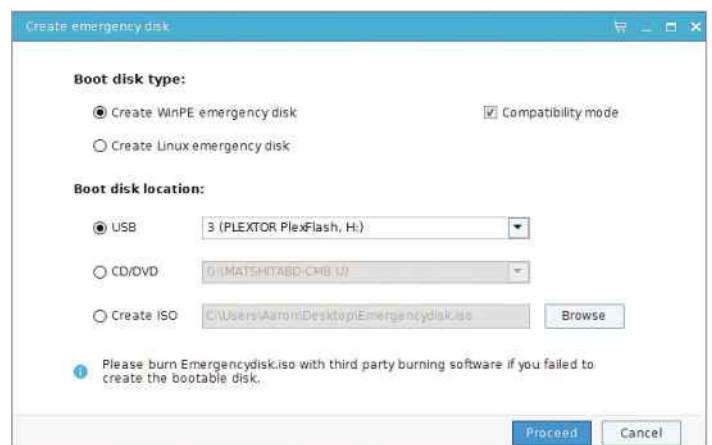 Create emergency disk
Boot disk type:
Create WinPE emergency disk
Compatibility mode
Create Linux emergency disk
Boot disk location:
USB
3 (PLEXTOR PlexFlash, H:)
CD/DVD
Create ISO
C:\Users\Aaron\Desktop\Emergencydisk.iso
Browse
Please burn Emergencydisk.iso with third party burning software if you failed to
create the bootable disk.
Proceed
Cancel